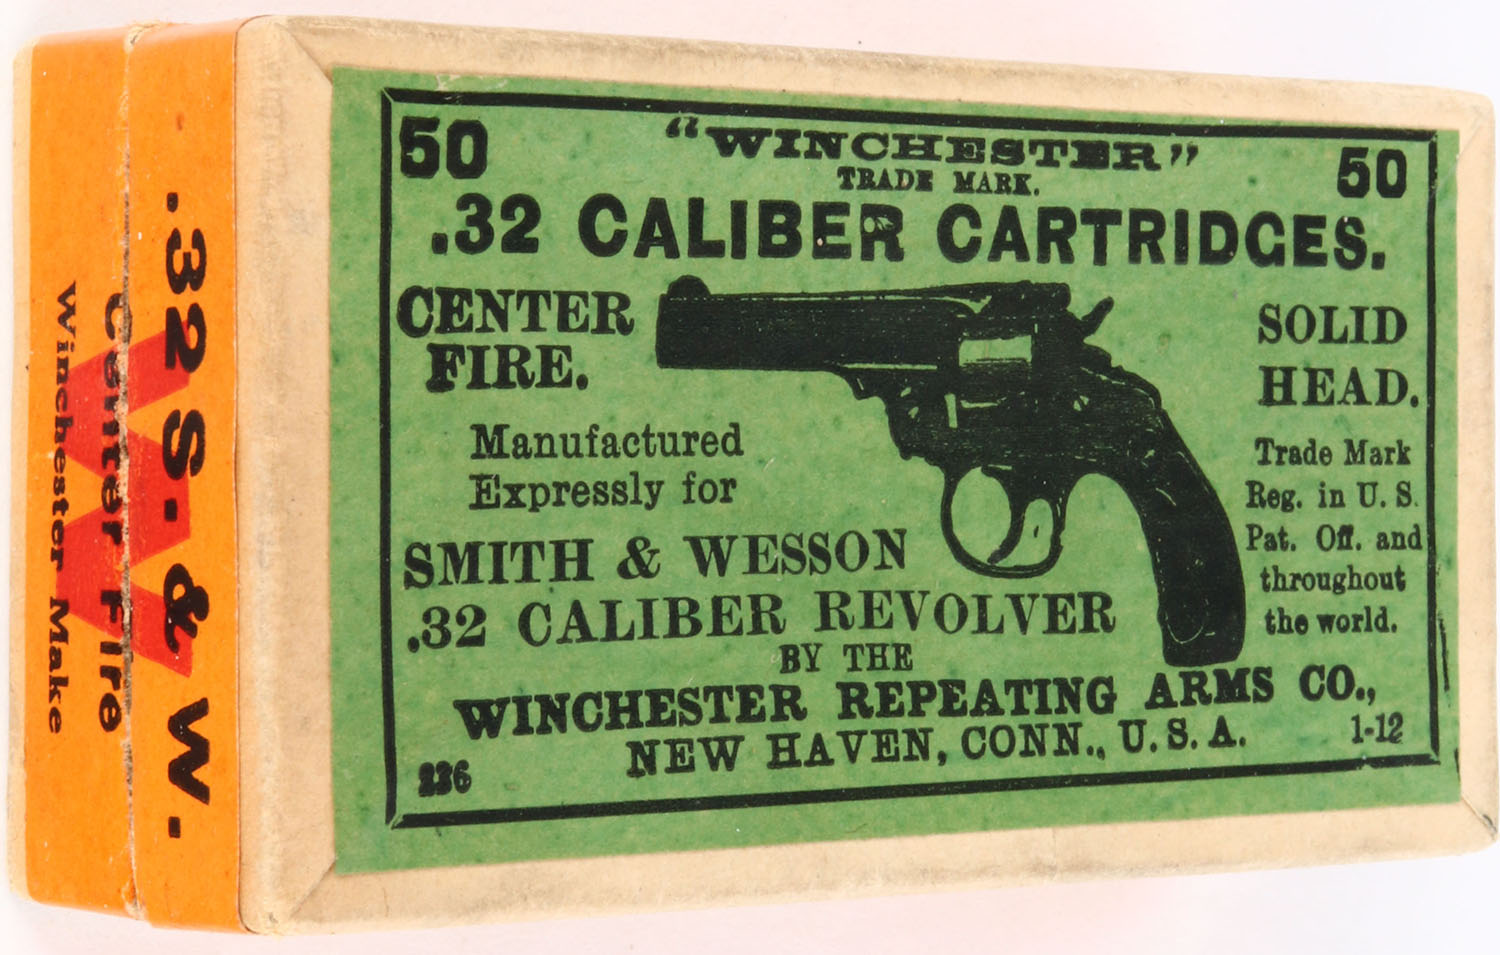 50 "WINCHESTER" 50
TRADE MARK.
.32 CALIBER CARTRIDGES.
CENTER
FIRE.
SOLID
HEAD.
Manufactured
Expressly for
SMITH & WESSON
.32 CALIBER REVOLVER
BY THE
WINCHESTER REPEATING ARMS CO.,
NEW HAVEN, CONN., U.S.A.
Trade Mark
Reg. in U. S.
Pat. Off. and
throughout
the world.
236
1-12
.32 S. & W.
Center Fire
Winchester Make
W